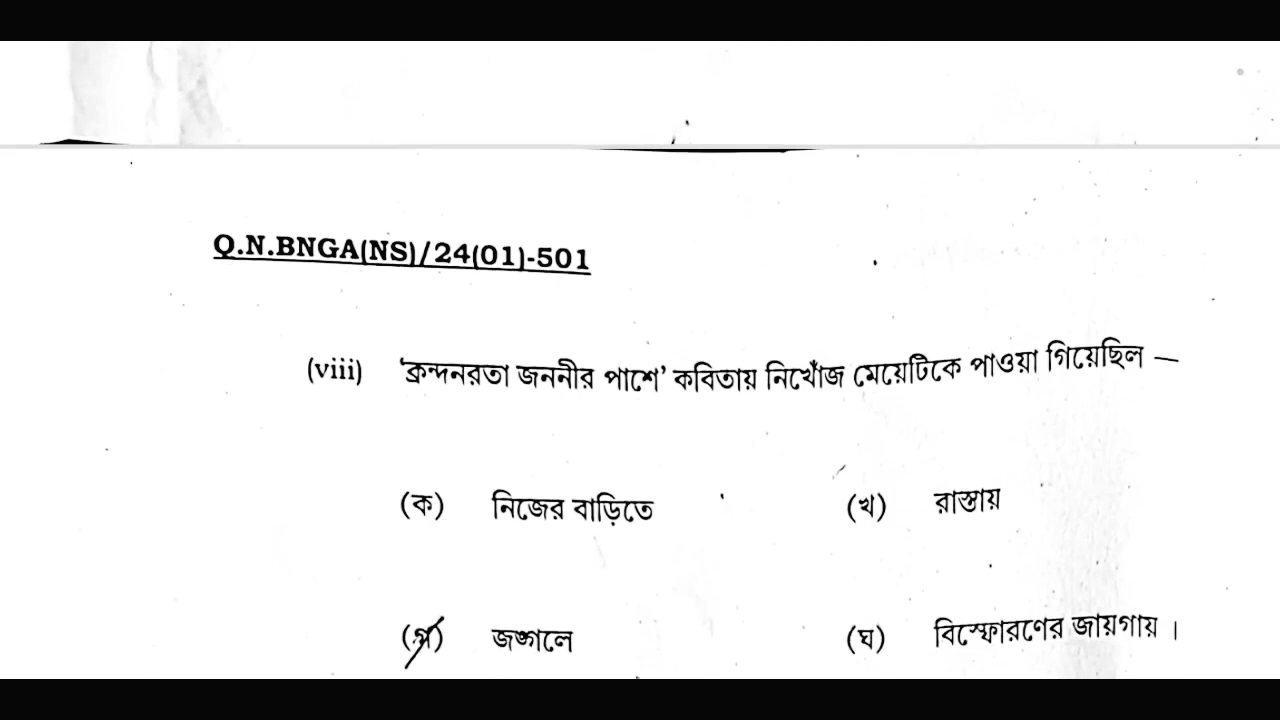 Q.N.BNGA(NS)/24(01)-501
(viii) ‘ক্রন্দনরতা জননীর পাশে’ কবিতায় নিখোঁজ মেয়েটিকে পাওয়া গিয়েছিল —
(ক) নিজের বাড়িতে (খ) রাস্তায়
(গ) জঙ্গলে (ঘ) বিস্ফোরণের জায়গায় ।